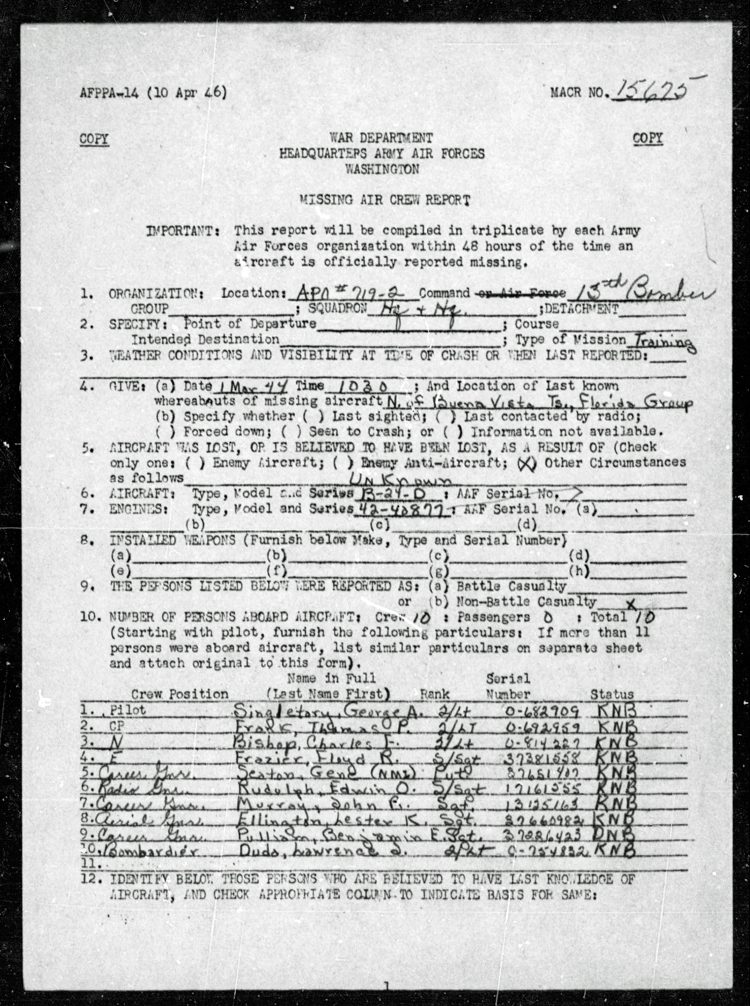 AFPPA-14 (10 Apr 46) MACR NO. 15675
COPY WAR DEPARTMENT COPY
HEADQUARTERS ARMY AIR FORCES
WASHINGTON
MISSING AIR CREW REPORT
IMPORTANT: This report will be compiled in triplicate by each Army
Air Forces organization within 48 hours of the time an
aircraft is officially reported missing.
1. ORGANIZATION: Location: APO # 719-2 Command or Air Force 13th Bomber
GROUP ; SQUADRON Hq + Hq. ;DETACHMENT
2. SPECIFY: Point of Departure ; Course
Intended Destination ; Type of Mission Training
3. WEATHER CONDITIONS AND VISIBILITY AT TIME OF CRASH OR WHEN LAST REPORTED:
4. GIVE: (a) Date 1 Mar 44 Time 1030 ; And Location of Last known
whereabouts of missing aircraft N. of Buena Vista Is, Florida Group
(b) Specify whether ( ) Last sighted; ( ) Last contacted by radio;
( ) Forced down; ( ) Seen to Crash; or ( ) Information not available.
5. AIRCRAFT WAS LOST, OR IS BELIEVED TO HAVE BEEN LOST, AS A RESULT OF (Check
only one: ( ) Enemy Aircraft; ( ) Enemy Anti-Aircraft; (X) Other Circumstances
as follows Unknown
6. AIRCRAFT: Type, Model and Series B-24-D : AAF Serial No.
7. ENGINES: Type, Model and Series 42-40877 : AAF Serial No. (a)
(b) (c) (d)
8. INSTALLED WEAPONS (Furnish below Make, Type and Serial Number)
(a) (b) (c) (d)
(e) (f) (g) (h)
9. THE PERSONS LISTED BELOW WERE REPORTED AS: (a) Battle Casualty
or (b) Non-Battle Casualty x
10. NUMBER OF PERSONS ABOARD AIRCRAFT: Crew 10 : Passengers 0 : Total 10
(Starting with pilot, furnish the following particulars: If more than 11
persons were aboard aircraft, list similar particulars on separate sheet
and attach original to this form).
Name in Full Serial
Crew Position (Last Name First) Rank Number Status
1. Pilot Singletary, George A. 2/Lt 0-682909 KNB
2. CP Frank, Thomas P. 2/LT 0-692959 KNB
3. N Bishop, Charles F. 2/Lt 0-814227 KNB
4. E Frazier, Floyd R. S/Sgt 37381558 KNB
5. Career Gnr. Seaton, Gene (NMI) Pvt KNB
6. Radio Gnr. Rudolph, Edwin O. S/Sgt 17161555 KNB
7. Career Gnr. Murray, John P. Sgt. 13135163 KNB
8. Aerial Gnr. Ellington, Lester K. Sgt. 37660982 KNB
9. Career Gnr. Pulliam, Benjamin E. Sgt. 37226423 DNB
10. Bombardier Duda, Lawrence 2/LT 0-754832 KNB
11.
12. IDENTIFY BELOW THOSE PERSONS WHO ARE BELIEVED TO HAVE LAST KNOWLEDGE OF
AIRCRAFT, AND CHECK APPROPRIATE COLUMN TO INDICATE BASIS FOR SAME:
1